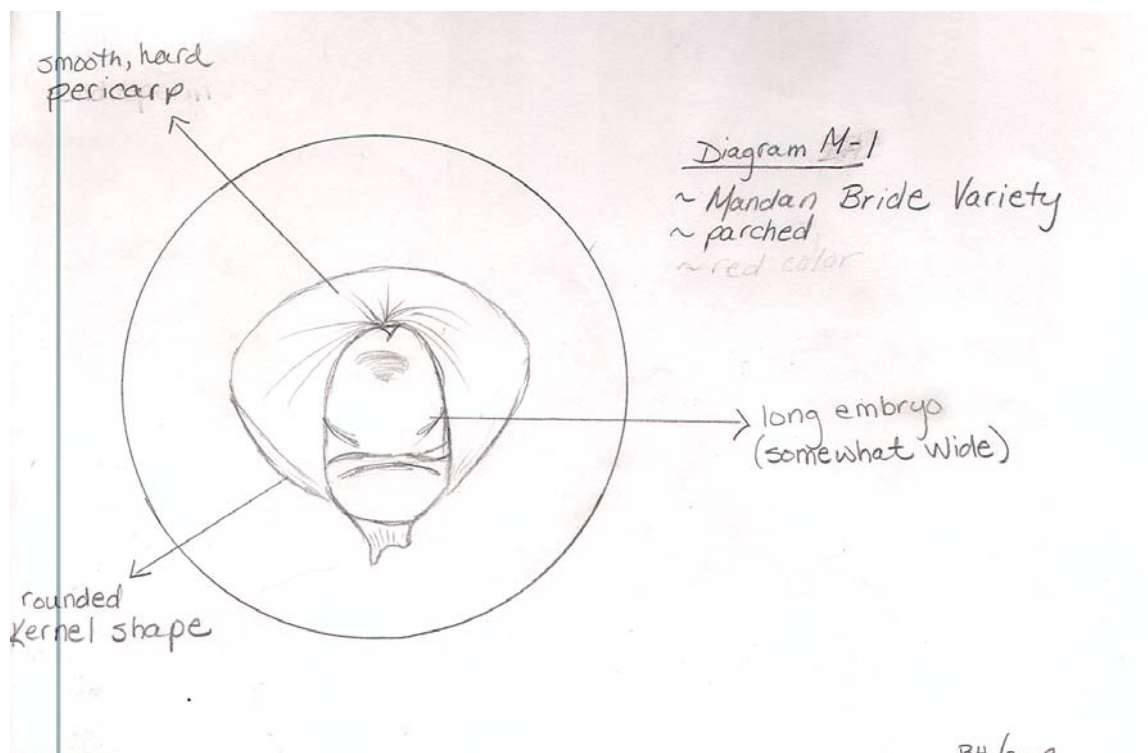 smooth, hard
pericarp
Diagram M-1
~ Mandan Bride Variety
~ parched
~ red color
long embryo
(somewhat wide)
rounded
Kernel shape